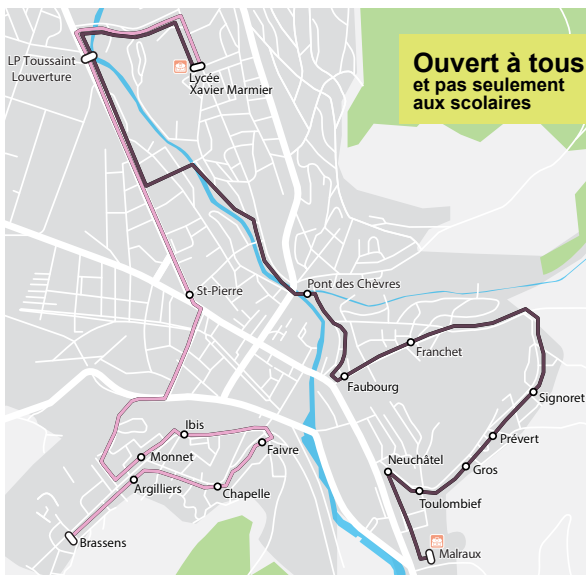 LP Toussaint
Louverture
Lycée
Xavier Marmier
Ouvert à tous
et pas seulement
aux scolaires
St-Pierre
Pont des Chèvres
Franchet
Faubourg
Signoret
Ibis
Prévert
Monnet
Faivre
Neuchâtel
Gros
Argilliers
Chapelle
Toulombief
Brassens
Malraux